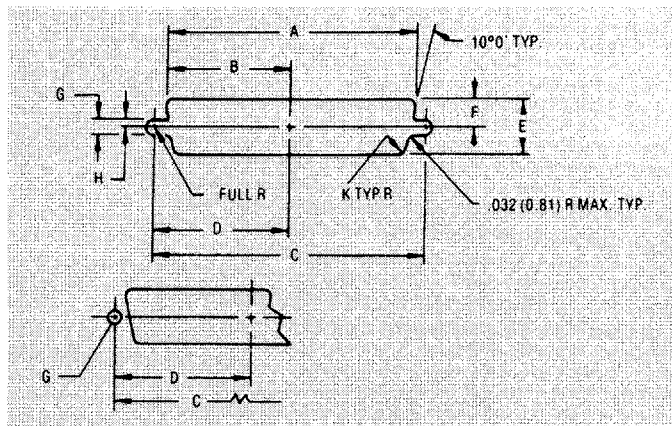 A
10°0' TYP.
B
G
F
E
H
FULL R
K TYP. R
.032 (0.81) R MAX. TYP.
D
C
G
D
C